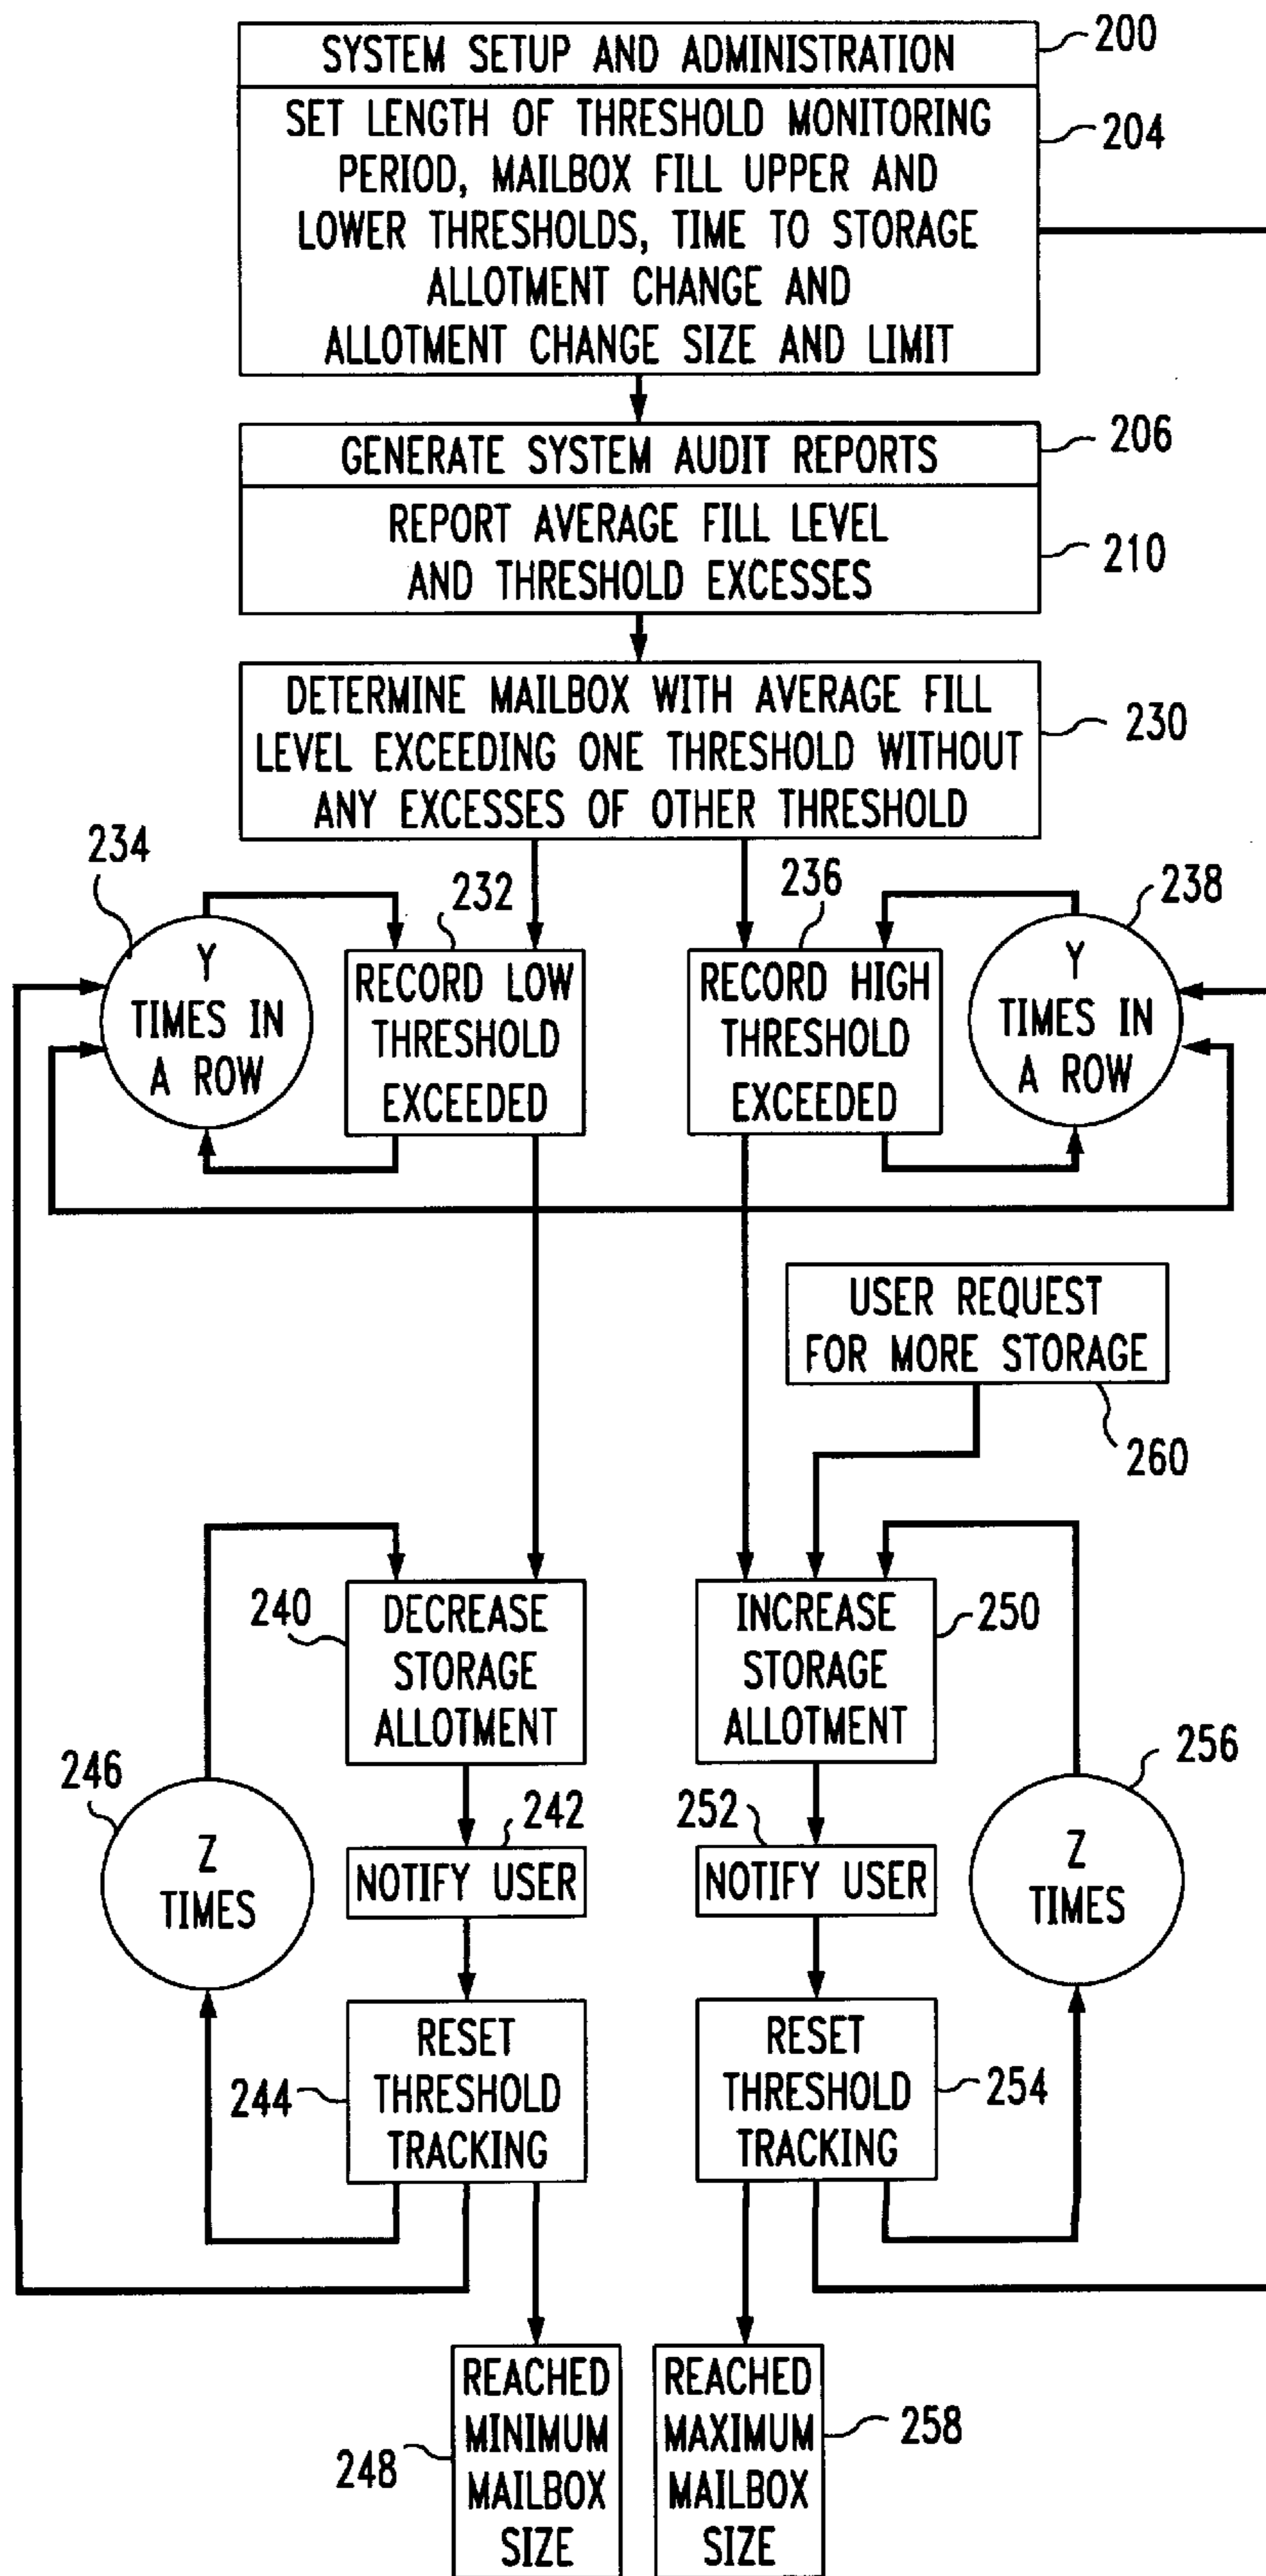 SYSTEM SETUP AND ADMINISTRATION
200
SET LENGTH OF THRESHOLD MONITORING
PERIOD, MAILBOX FILL UPPER AND
LOWER THRESHOLDS, TIME TO STORAGE
ALLOTMENT CHANGE AND
ALLOTMENT CHANGE SIZE AND LIMIT
204
GENERATE SYSTEM AUDIT REPORTS
206
REPORT AVERAGE FILL LEVEL
AND THRESHOLD EXCESSES
210
DETERMINE MAILBOX WITH AVERAGE FILL
LEVEL EXCEEDING ONE THRESHOLD WITHOUT
ANY EXCESSES OF OTHER THRESHOLD
230
234
Y
TIMES IN
A ROW
232
RECORD LOW
THRESHOLD
EXCEEDED
236
RECORD HIGH
THRESHOLD
EXCEEDED
238
Y
TIMES IN
A ROW
USER REQUEST
FOR MORE STORAGE
260
240
DECREASE
STORAGE
ALLOTMENT
INCREASE
STORAGE
ALLOTMENT
250
246
Z
TIMES
242
NOTIFY USER
252
NOTIFY USER
256
Z
TIMES
244
RESET
THRESHOLD
TRACKING
RESET
THRESHOLD
TRACKING
254
248
REACHED
MINIMUM
MAILBOX
SIZE
REACHED
MAXIMUM
MAILBOX
SIZE
258